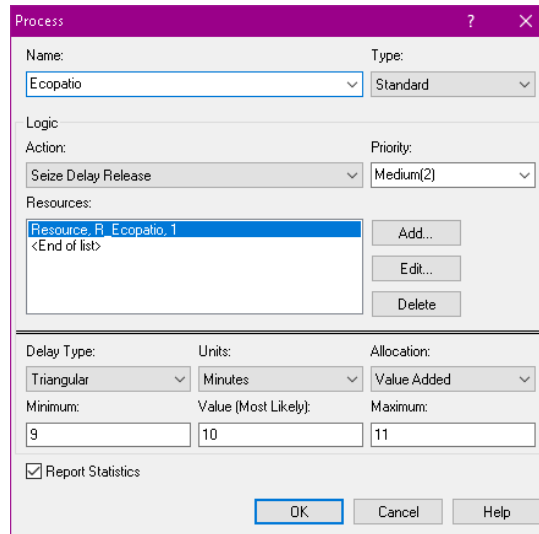 Process ?
Name: Type:
Ecopatio Standard
Logic
Action: Priority:
Seize Delay Release Medium(2)
Resources:
Resource, R_Ecopatio, 1 Add...
<End of list>
Edit...
Delete
Delay Type: Units: Allocation:
Triangular Minutes Value Added
Minimum: Value (Most Likely): Maximum:
9 10 11
Report Statistics
OK Cancel Help